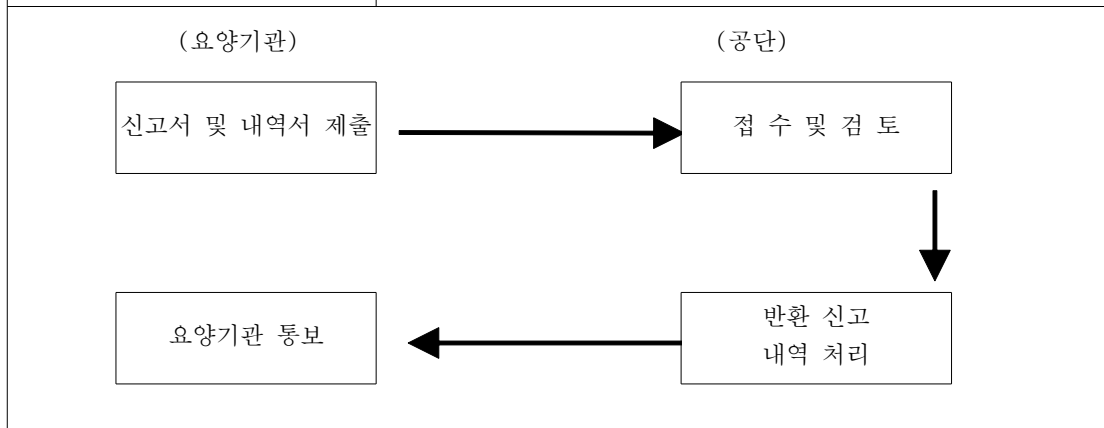 (요양기관) (공단)
신고서 및 내역서 제출 접 수 및 검 토
요양기관 통보 반환 신고
내역 처리